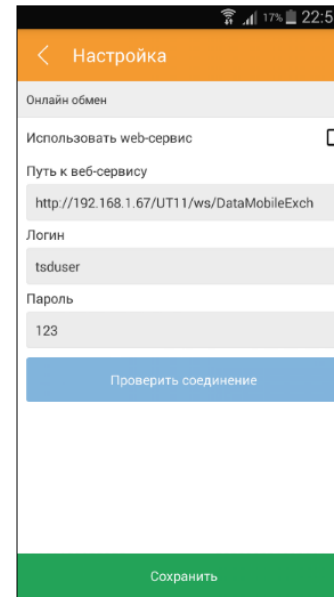 17% 22:5
Настройка
Онлайн обмен
Использовать web-сервис
Путь к веб-сервису
http://192.168.1.67/UT11/ws/DataMobileExch
Логин
tsduser
Пароль
123
Проверить соединение
Сохранить